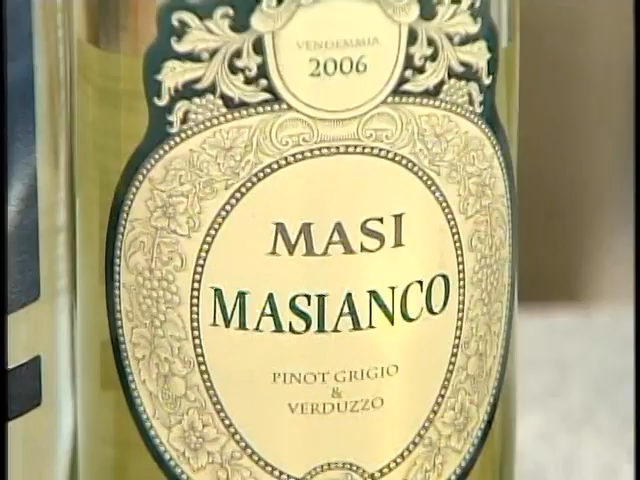 VENDEMMIA
2006
MASI
MASIANCO
PINOT GRIGIO
&
VERDUZZO